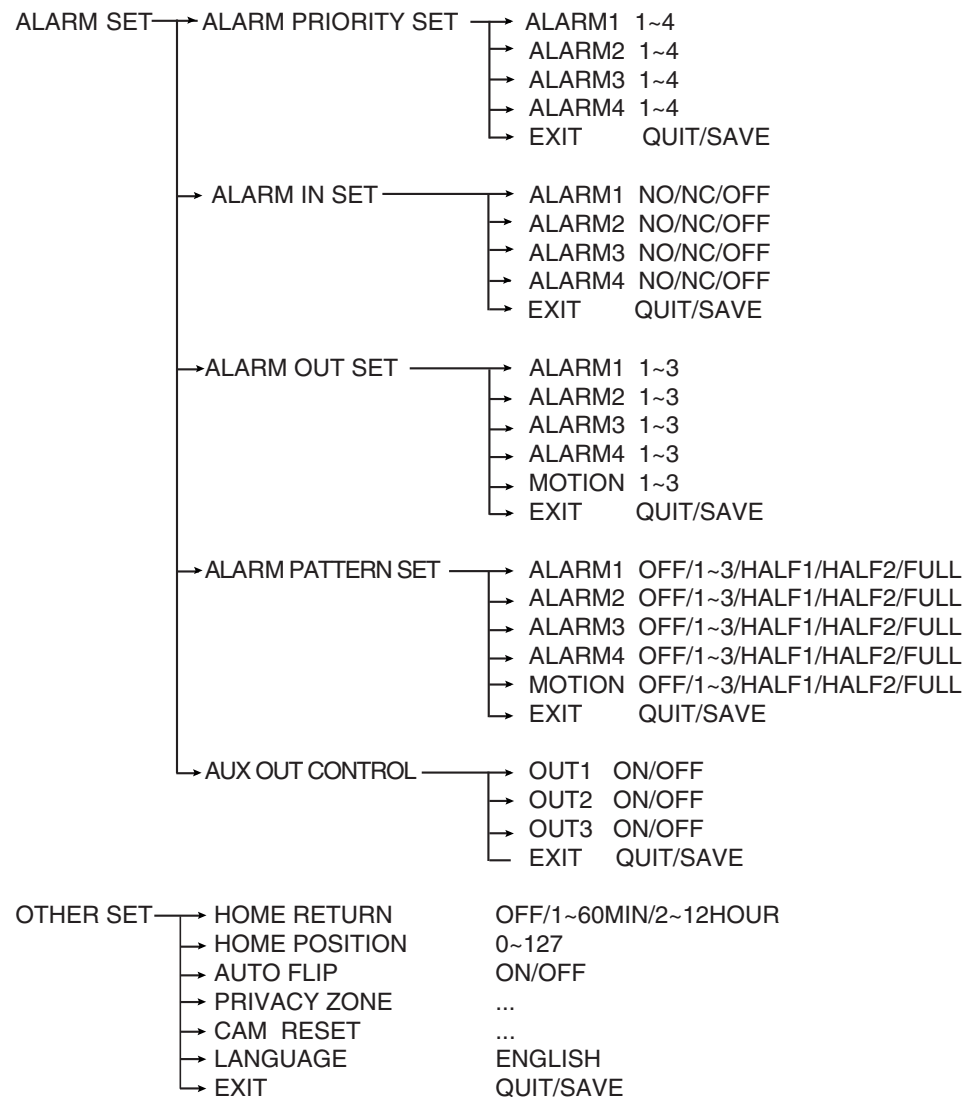 ALARM SET ALARM PRIORITY SET ALARM1 1~4
ALARM2 1~4
ALARM3 1~4
ALARM4 1~4
EXIT QUIT/SAVE
ALARM IN SET ALARM1 NO/NC/OFF
ALARM2 NO/NC/OFF
ALARM3 NO/NC/OFF
ALARM4 NO/NC/OFF
EXIT QUIT/SAVE
ALARM OUT SET ALARM1 1~3
ALARM2 1~3
ALARM3 1~3
ALARM4 1~3
MOTION 1~3
EXIT QUIT/SAVE
ALARM PATTERN SET ALARM1 OFF/1~3/HALF1/HALF2/FULL
ALARM2 OFF/1~3/HALF1/HALF2/FULL
ALARM3 OFF/1~3/HALF1/HALF2/FULL
ALARM4 OFF/1~3/HALF1/HALF2/FULL
MOTION OFF/1~3/HALF1/HALF2/FULL
EXIT QUIT/SAVE
AUX OUT CONTROL OUT1 ON/OFF
OUT2 ON/OFF
OUT3 ON/OFF
EXIT QUIT/SAVE
OTHER SET HOME RETURN OFF/1~60MIN/2~12HOUR
HOME POSITION 0~127
AUTO FLIP ON/OFF
PRIVACY ZONE ...
CAM RESET ...
LANGUAGE ENGLISH
EXIT QUIT/SAVE